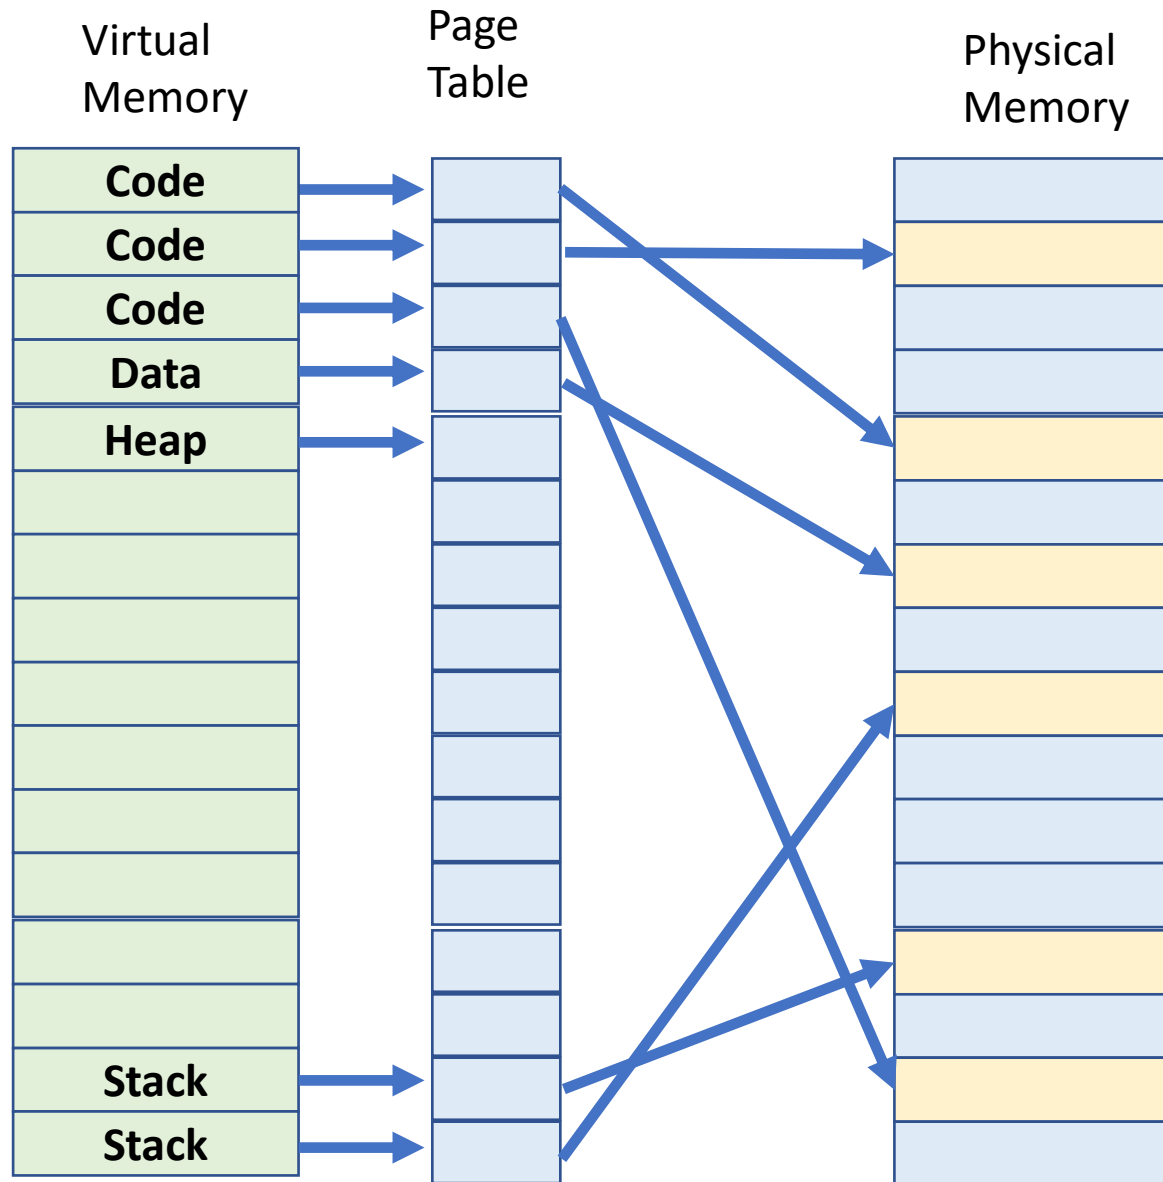 Virtual
Memory
Page
Table
Physical
Memory
Code
Code
Code
Data
Heap
Stack
Stack